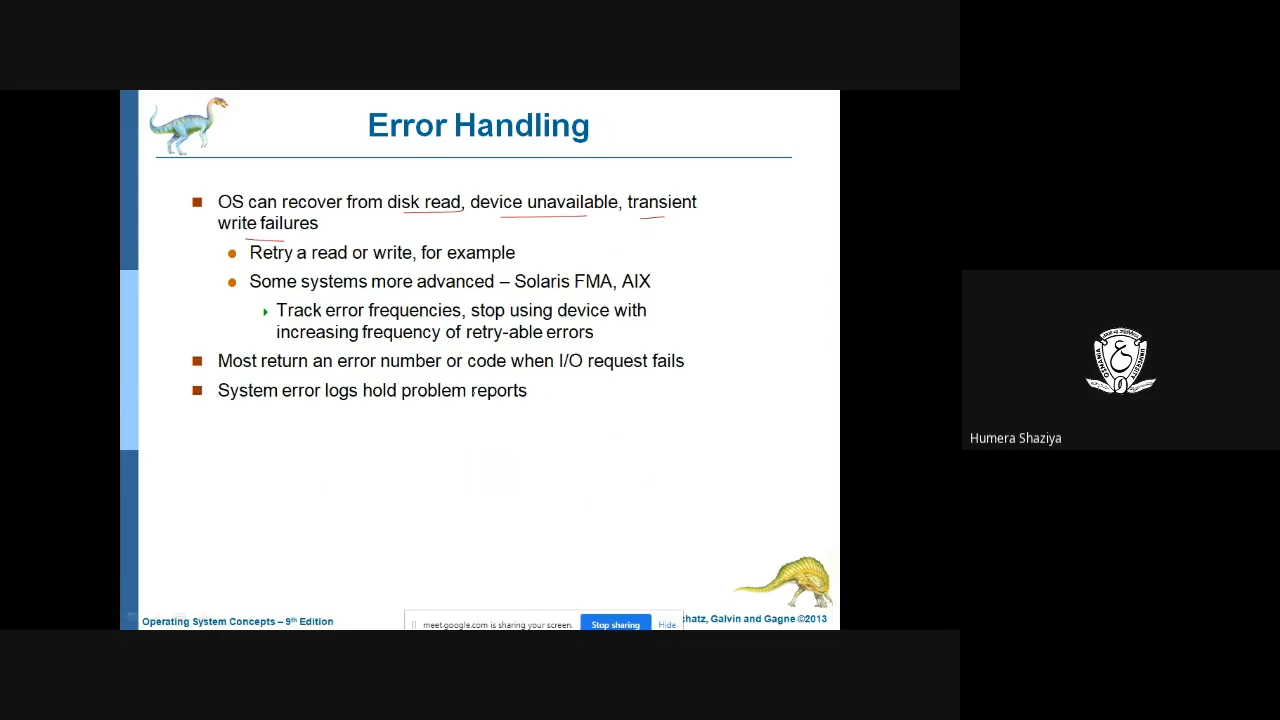 Error Handling
OS can recover from disk read, device unavailable, transient
write failures
Retry a read or write, for example
Some systems more advanced – Solaris FMA, AIX
Track error frequencies, stop using device with
increasing frequency of retry-able errors
Most return an error number or code when I/O request fails
System error logs hold problem reports
Operating System Concepts – 9th Edition
meet.google.com is sharing your screen.
Stop sharing
Hide
chatz, Galvin and Gagne ©2013
OSMANIA
UNIVERSITY
Humera Shaziya